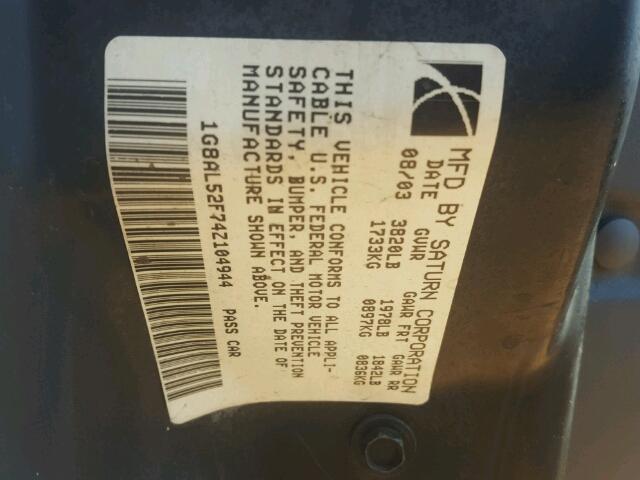 MFD BY SATURN CORPORATION
DATE GVWR GAWR FRT GAWR RR
08/03 3820LB 1978LB 1842LB
1733KG 0897KG 0836KG
THIS VEHICLE CONFORMS TO ALL APPLI-
CABLE U.S. FEDERAL MOTOR VEHICLE
SAFETY, BUMPER, AND THEFT PREVENTION
STANDARDS IN EFFECT ON THE DATE OF
MANUFACTURE SHOWN ABOVE.
1G8AL52F74Z104944 PASS CAR